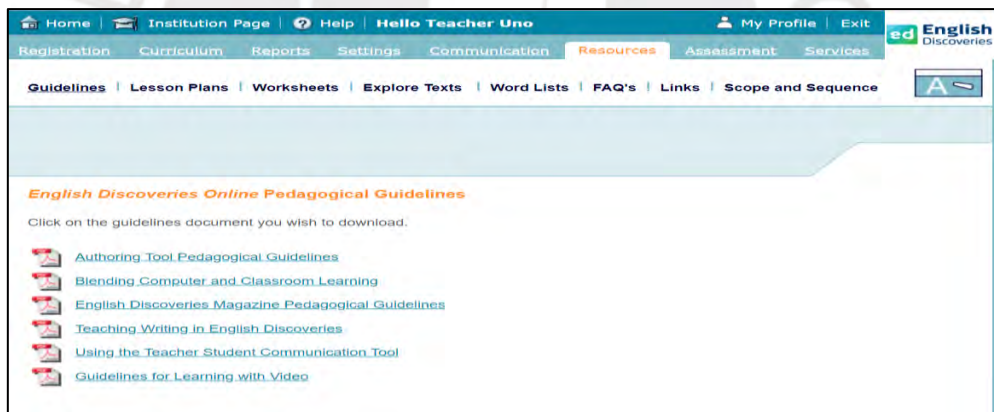 Home | Institution Page | Help | Hello Teacher Uno My Profile | Exit
ed English Discoveries
Registration Curriculum Reports Settings Communication Resources Assessment Services
Guidelines | Lesson Plans | Worksheets | Explore Texts | Word Lists | FAQ's | Links | Scope and Sequence
A
English Discoveries Online Pedagogical Guidelines
Click on the guidelines document you wish to download.
Authoring Tool Pedagogical Guidelines
Blending Computer and Classroom Learning
English Discoveries Magazine Pedagogical Guidelines
Teaching Writing in English Discoveries
Using the Teacher Student Communication Tool
Guidelines for Learning with Video